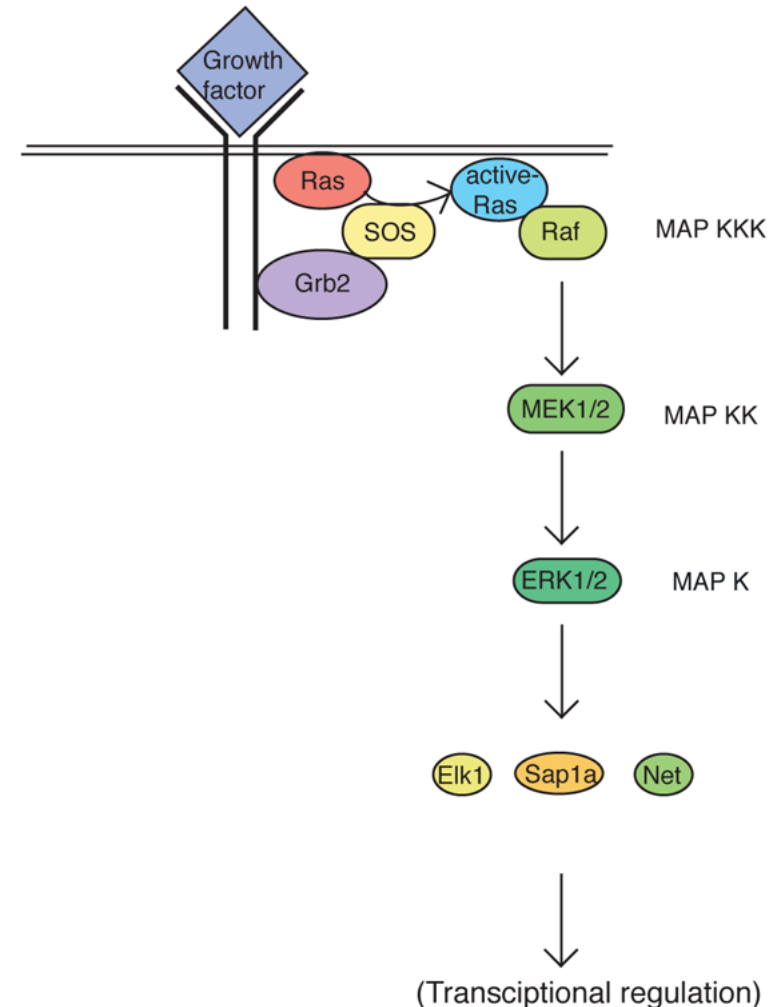 Growth
factor
Ras
active-
Ras
SOS
Raf
MAP KKK
Grb2
MEK1/2
MAP KK
ERK1/2
MAP K
Elk1
Sap1a
Net
(Transciptional regulation)